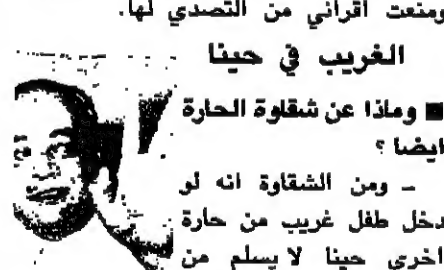 ومنعت أقراني من التصدي لها.
الغريب في حينا
■ وماذا عن شقاوة الحارة
ايضا ؟
- ومن الشقاوة انه لو
دخل طفل غريب من حارة
اخرى حينا لا يسلم من